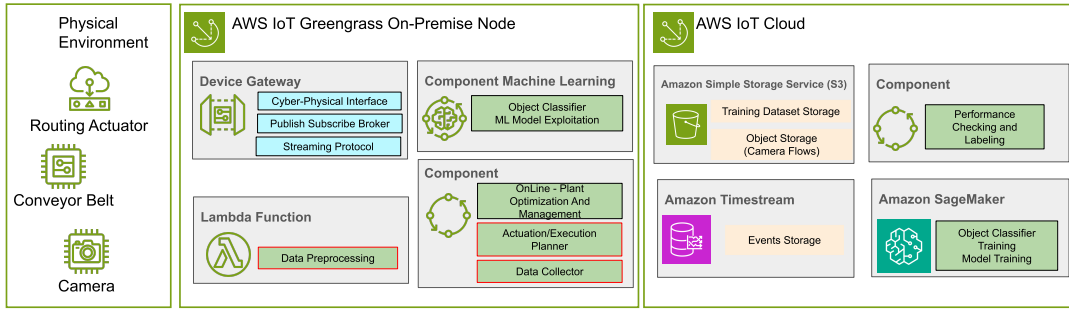 Physical
Environment
Routing Actuator
Conveyor Belt
Camera
AWS IoT Greengrass On-Premise Node
Device Gateway
Cyber-Physical Interface
Publish Subscribe Broker
Streaming Protocol
Component Machine Learning
Object Classifier
ML Model Exploitation
Lambda Function
Data Preprocessing
Component
OnLine - Plant
Optimization And
Management
Actuation/Execution
Planner
Data Collector
AWS IoT Cloud
Amazon Simple Storage Service (S3)
Training Dataset Storage
Object Storage
(Camera Flows)
Component
Performance
Checking and
Labeling
Amazon Timestream
Events Storage
Amazon SageMaker
Object Classifier
Training
Model Training